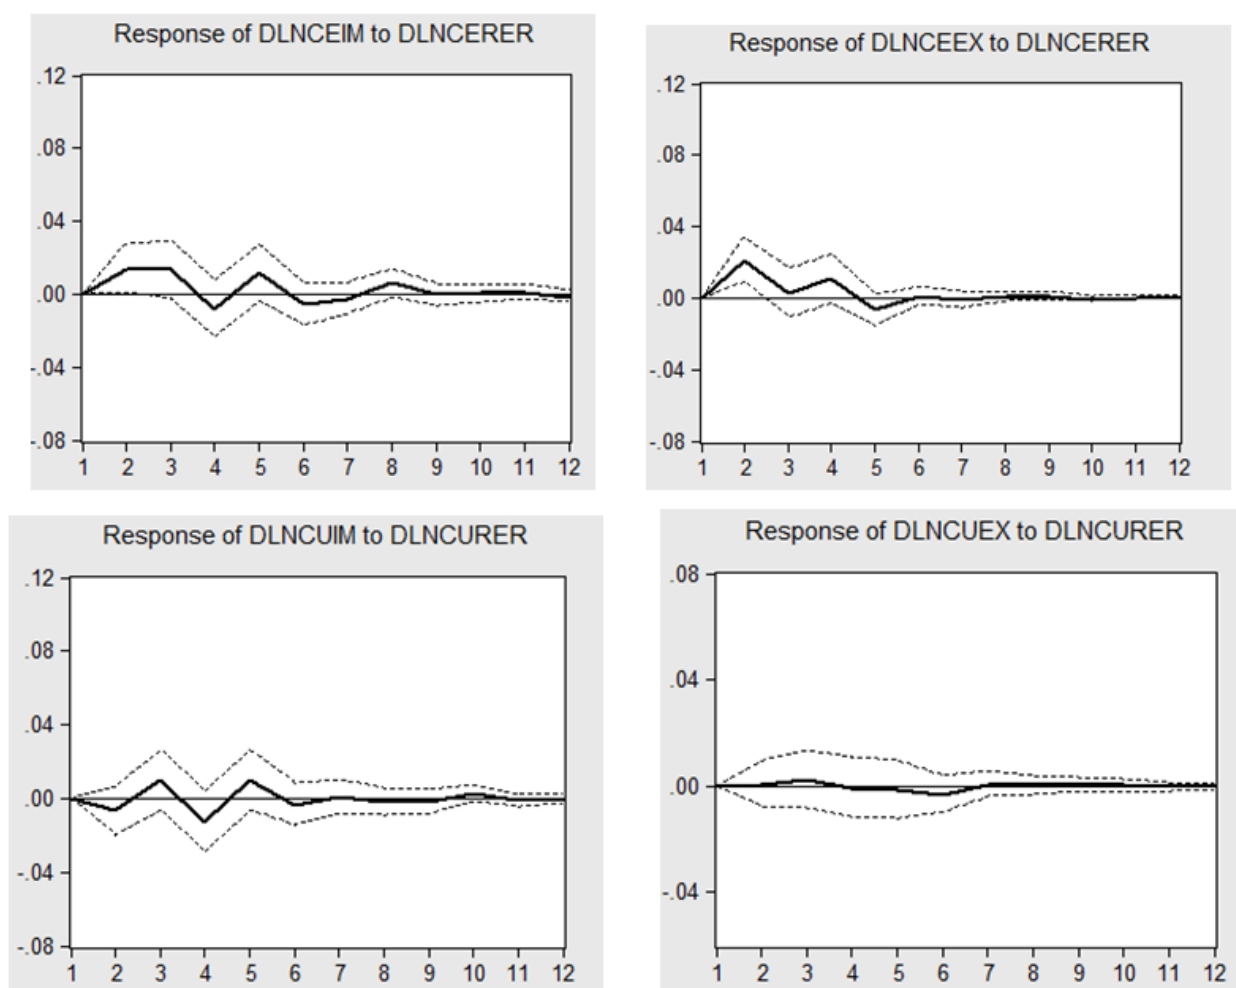 Response of DLNCEIM to DLNCERER
.12
.08
.04
.00
-.04
-.08
1 2 3 4 5 6 7 8 9 10 11 12
Response of DLNCEEX to DLNCERER
.12
.08
.04
.00
-.04
-.08
1 2 3 4 5 6 7 8 9 10 11 12
Response of DLNCUIM to DLNCURER
.12
.08
.04
.00
-.04
-.08
1 2 3 4 5 6 7 8 9 10 11 12
Response of DLNCUEX to DLNCURER
.08
.04
.00
-.04
1 2 3 4 5 6 7 8 9 10 11 12